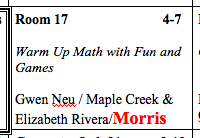 Room 17 4-7
Warm Up Math with Fun and
Games
Gwen Neu / Maple Creek &
Elizabeth Rivera/Morris